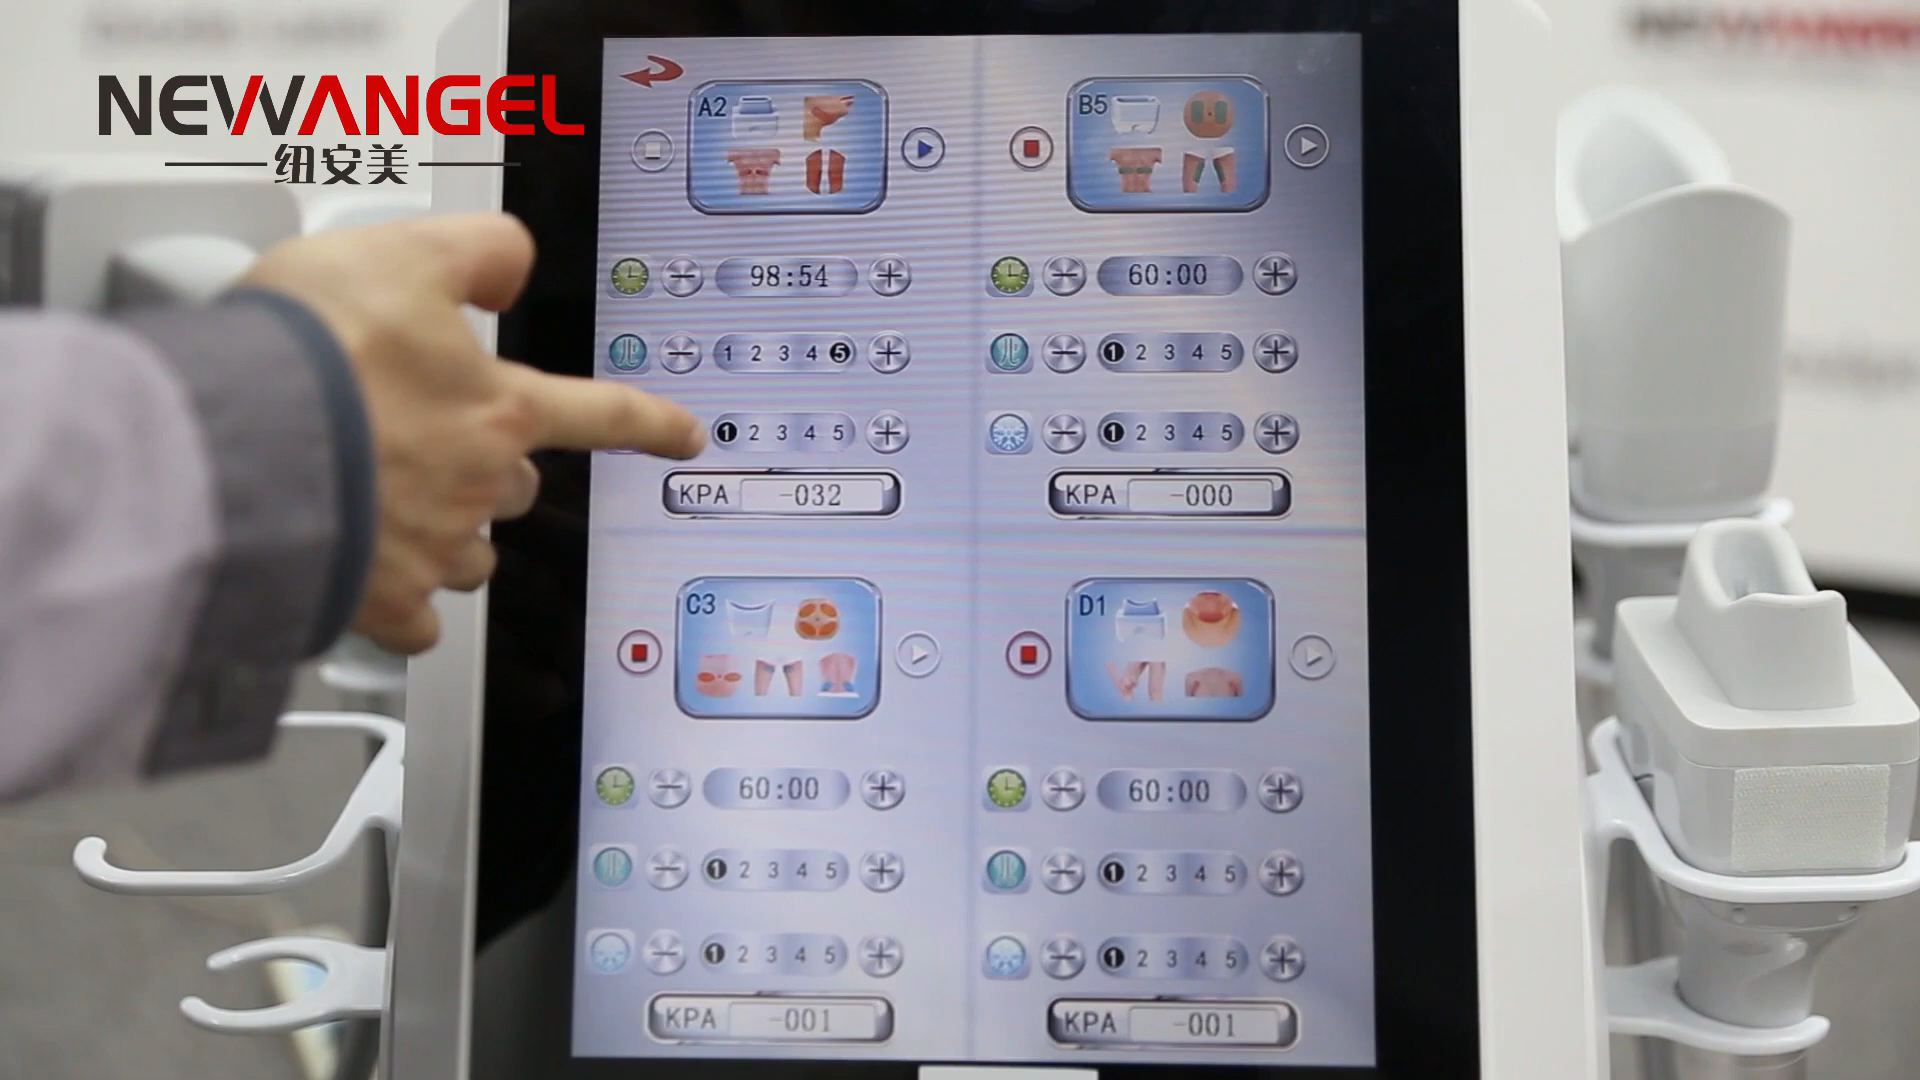 NEWANGEL
纽安美
A2
B5
98:54
60:00
1 2 3 4 5
1 2 3 4 5
1 2 3 4 5
1 2 3 4 5
KPA -032
KPA -000
C3
D1
60:00
60:00
1 2 3 4 5
1 2 3 4 5
1 2 3 4 5
1 2 3 4 5
KPA -001
KPA -001